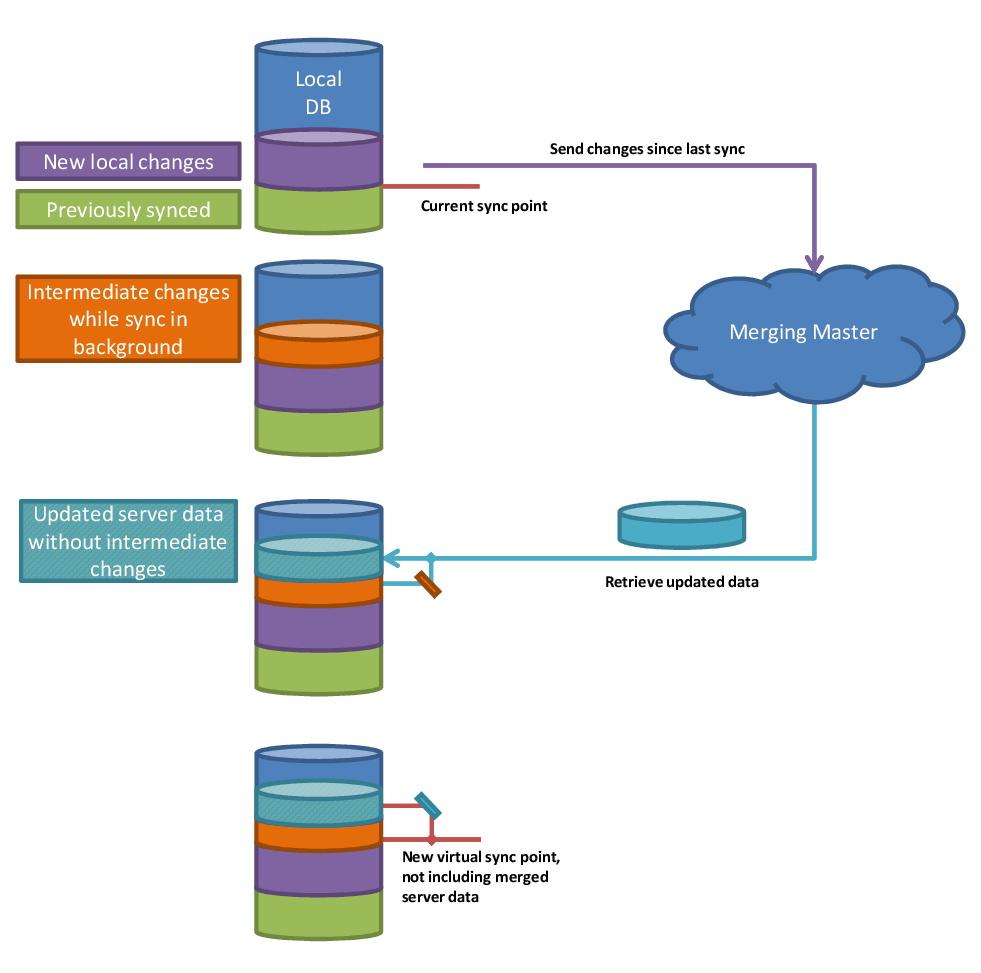 Local
DB
New local changes
Send changes since last sync
Previously synced
Current sync point
Intermediate changes
while sync in
background
Merging Master
Updated server data
without intermediate
changes
Retrieve updated data
New virtual sync point,
not including merged
server data